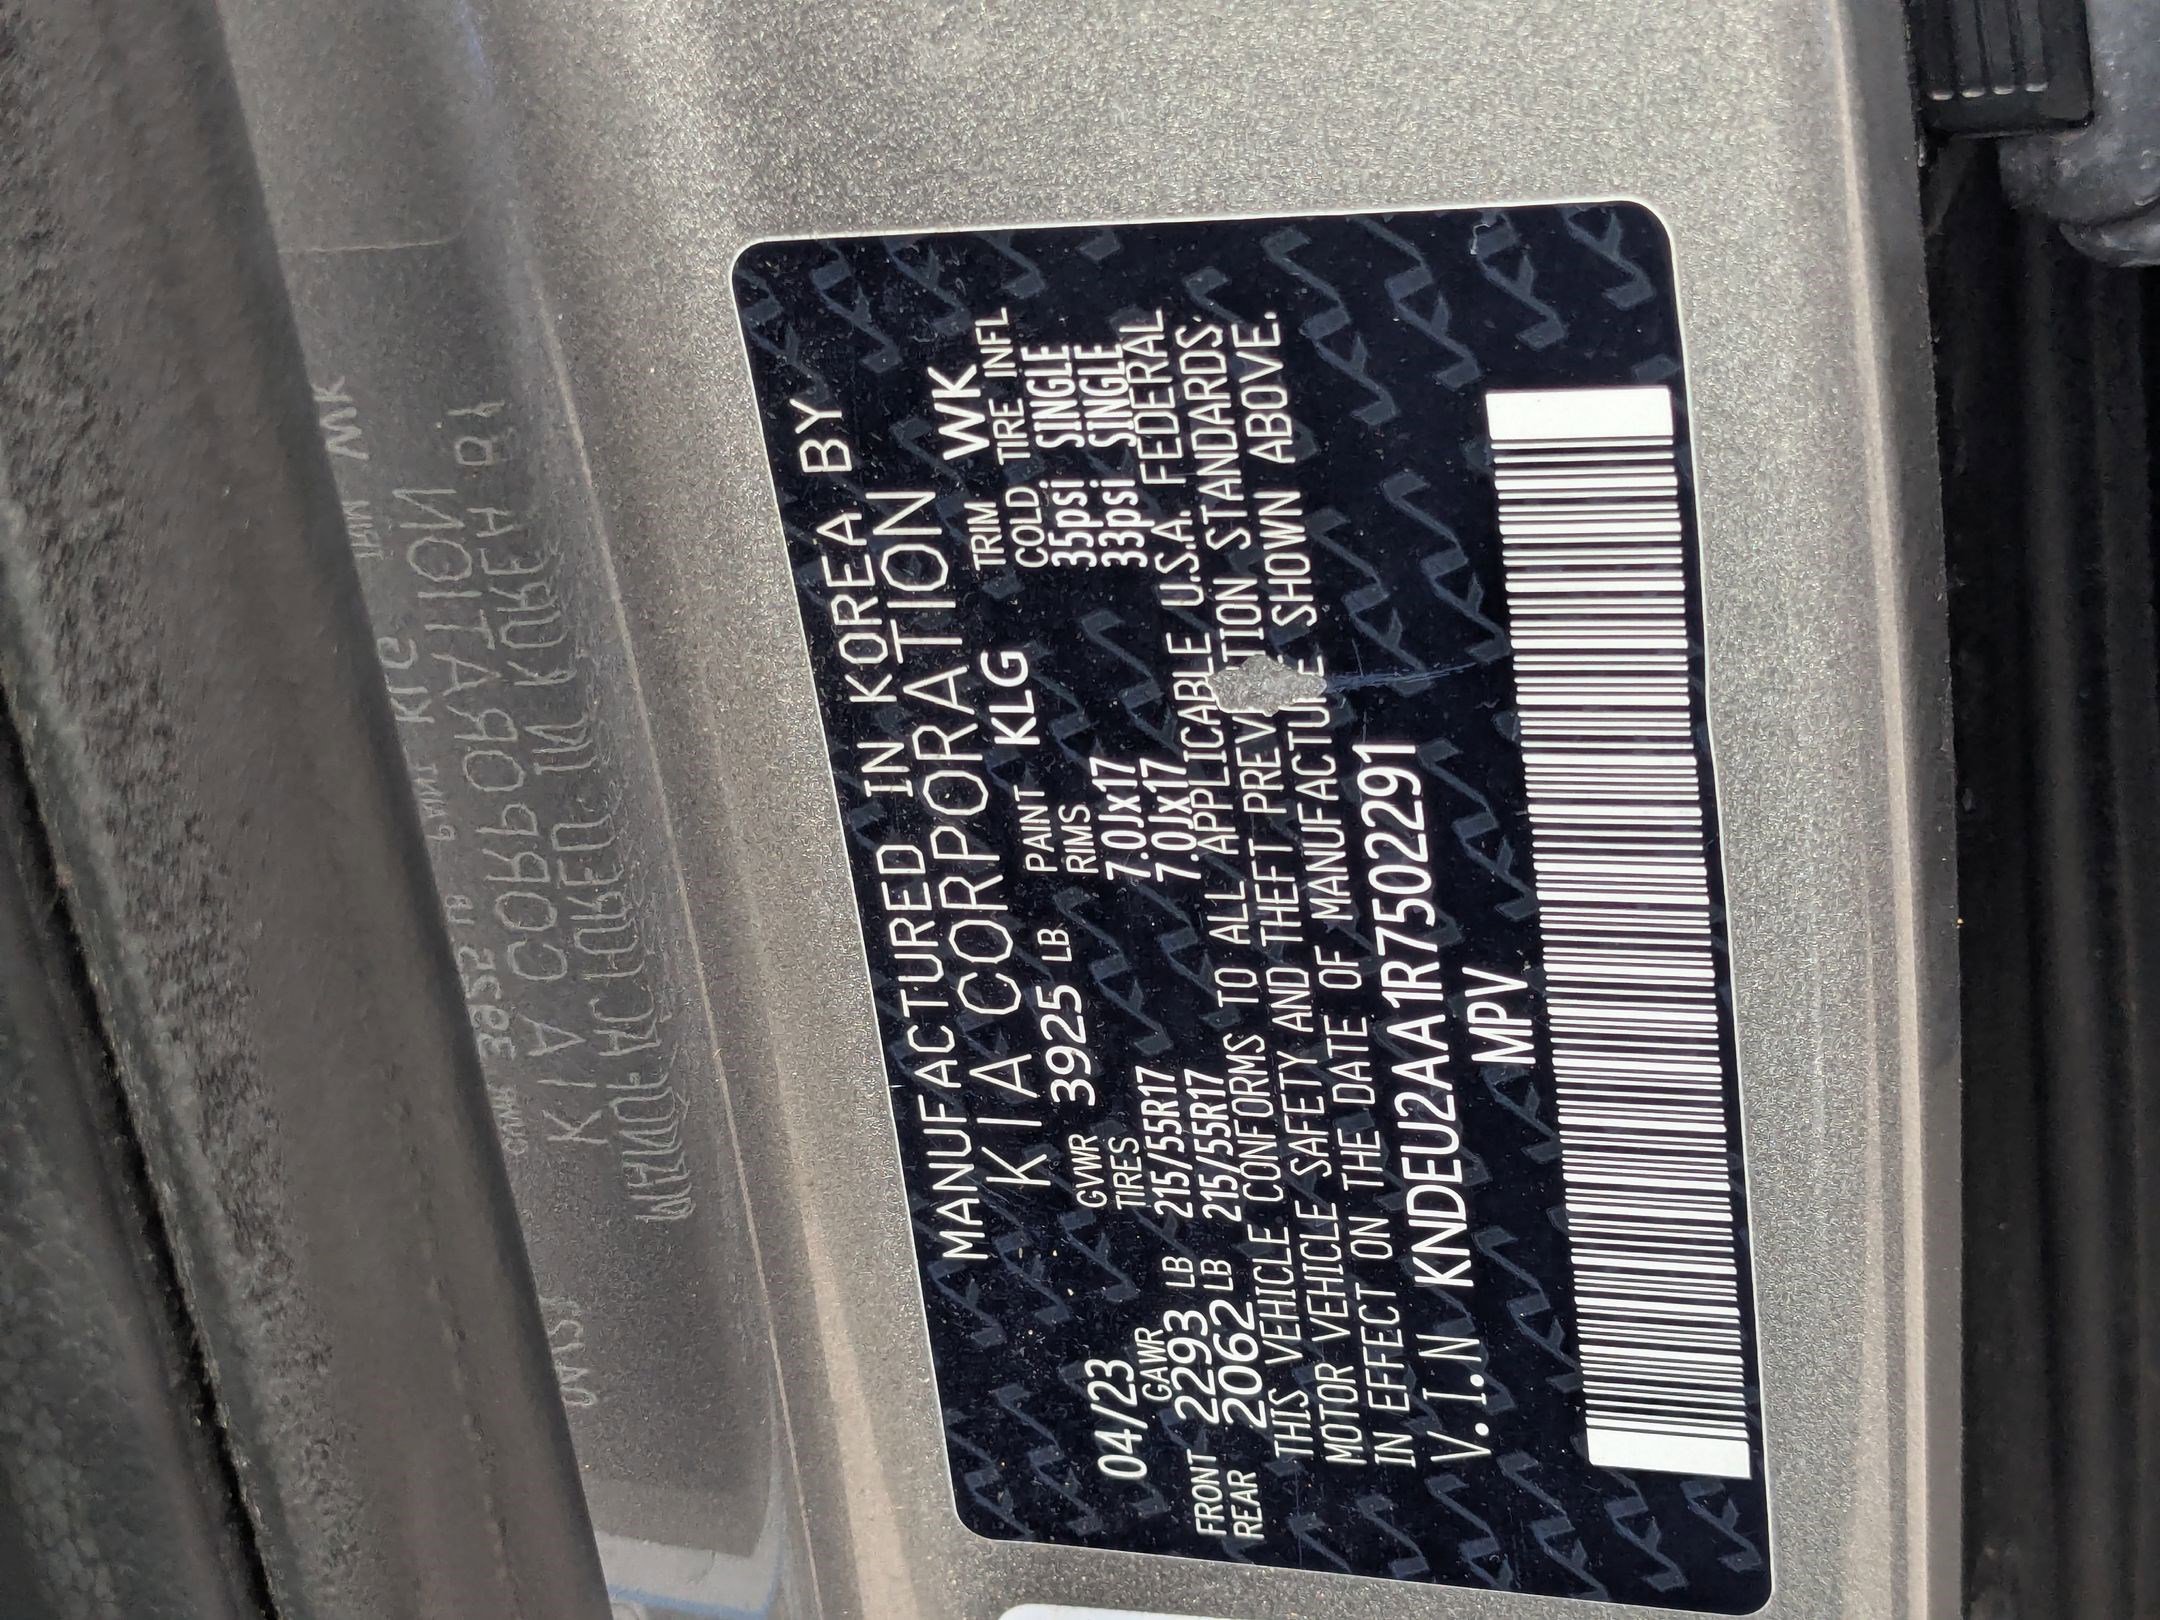 MANUFACTURED IN KOREA BY
KIA CORPORATION
04/23 GVWR 3925 LB PAINT KLG TRIM WK
GAWR TIRES RIMS COLD TIRE INFL
FRONT 2293 LB 215/55R17 7.0Jx17 35psi SINGLE
REAR 2062 LB 215/55R17 7.0Jx17 33psi SINGLE
THIS VEHICLE CONFORMS TO ALL APPLICABLE U.S.A. FEDERAL
MOTOR VEHICLE SAFETY AND THEFT PREV TION STANDARDS
IN EFFECT ON THE DATE OF MANUFACTURE SHOWN ABOVE.
V.I.N KNDEU2AA1R7502291
MPV